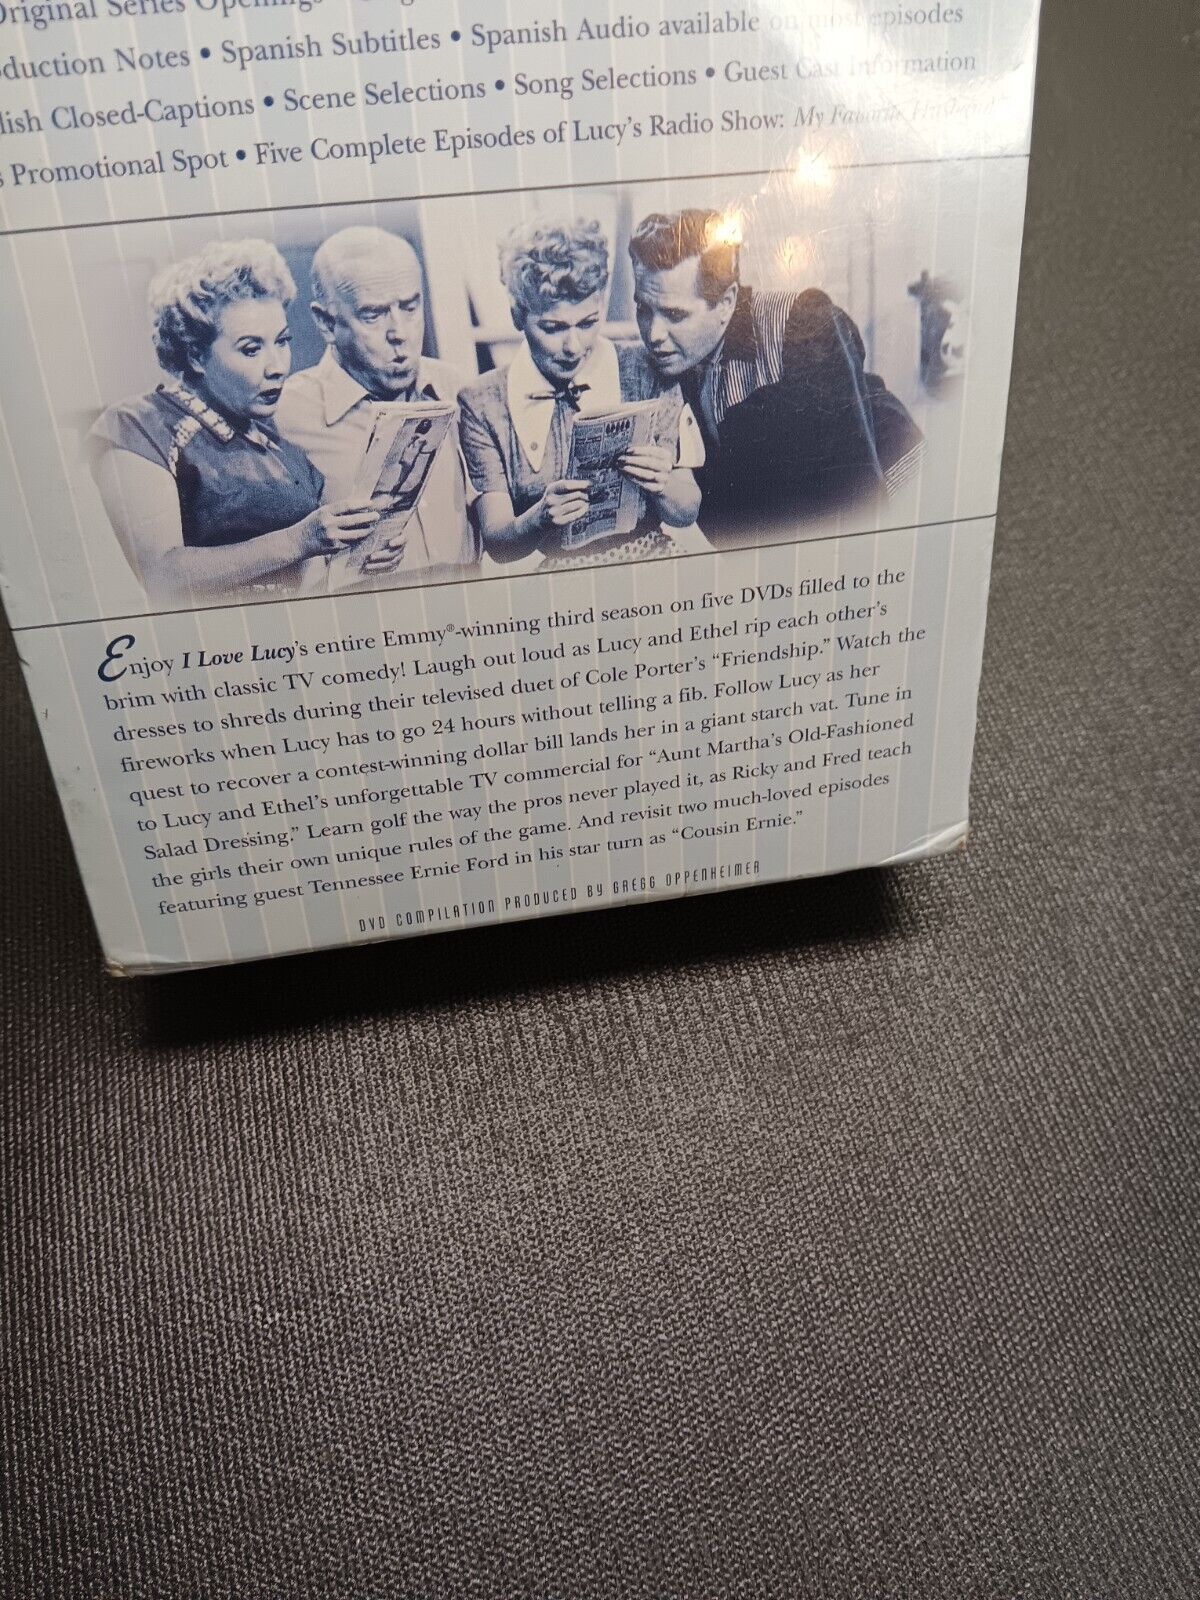 Original Series Openings •
duction Notes • Spanish Subtitles • Spanish Audio available on most episodes
lish Closed-Captions • Scene Selections • Song Selections • Guest Cast Information
s Promotional Spot • Five Complete Episodes of Lucy's Radio Show: My Favorite Husband
Enjoy I Love Lucy's entire Emmy®-winning third season on five DVDs filled to the
brim with classic TV comedy! Laugh out loud as Lucy and Ethel rip each other's
dresses to shreds during their televised duet of Cole Porter's "Friendship." Watch the
fireworks when Lucy has to go 24 hours without telling a fib. Follow Lucy as her
quest to recover a contest-winning dollar bill lands her in a giant starch vat. Tune in
to Lucy and Ethel's unforgettable TV commercial for "Aunt Martha's Old-Fashioned
Salad Dressing." Learn golf the way the pros never played it, as Ricky and Fred teach
the girls their own unique rules of the game. And revisit two much-loved episodes
featuring guest Tennessee Ernie Ford in his star turn as "Cousin Ernie."
DVD COMPILATION PRODUCED BY GREGG OPPENHEIMER